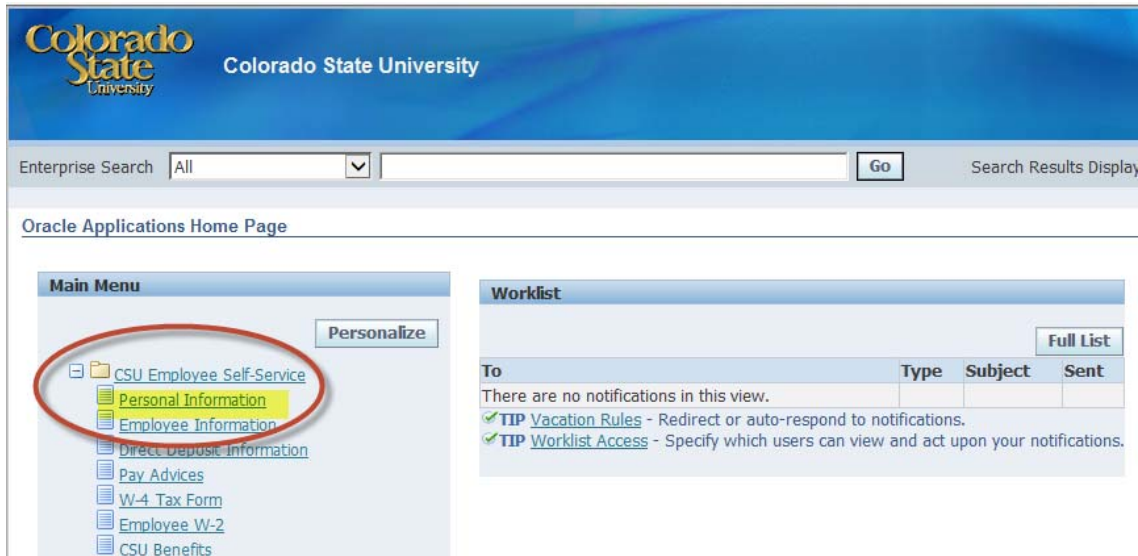 Colorado
State
University
Colorado State University
Enterprise Search All Go Search Results Display
Oracle Applications Home Page
Main Menu
Personalize
CSU Employee Self-Service
Personal Information
Employee Information
Direct Deposit Information
Pay Advices
W-4 Tax Form
Employee W-2
CSU Benefits
Worklist
Full List
To Type Subject Sent
There are no notifications in this view.
TIP Vacation Rules - Redirect or auto-respond to notifications.
TIP Worklist Access - Specify which users can view and act upon your notifications.